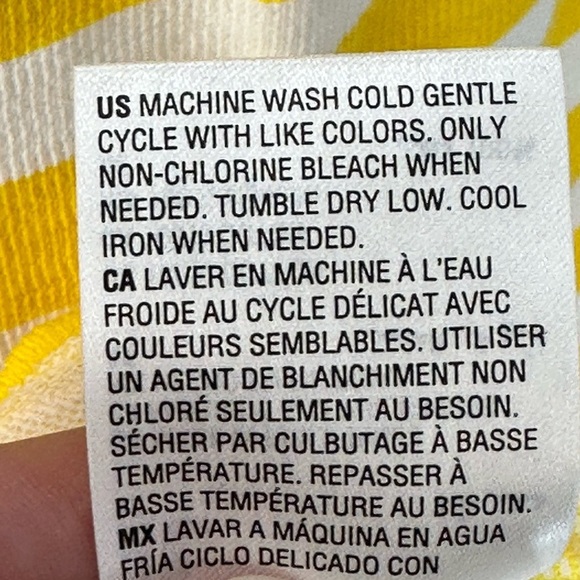 US MACHINE WASH COLD GENTLE
CYCLE WITH LIKE COLORS. ONLY
NON-CHLORINE BLEACH WHEN
NEEDED. TUMBLE DRY LOW. COOL
IRON WHEN NEEDED.
CA LAVER EN MACHINE À L'EAU
FROIDE AU CYCLE DÉLICAT AVEC
COULEURS SEMBLABLES. UTILISER
UN AGENT DE BLANCHIMENT NON
CHLORÉ SEULEMENT AU BESOIN.
SÉCHER PAR CULBUTAGE À BASSE
TEMPÉRATURE. REPASSER À
BASSE TEMPÉRATURE AU BESOIN.
MX LAVAR A MÁQUINA EN AGUA
FRÍA CICLO DELICADO CON